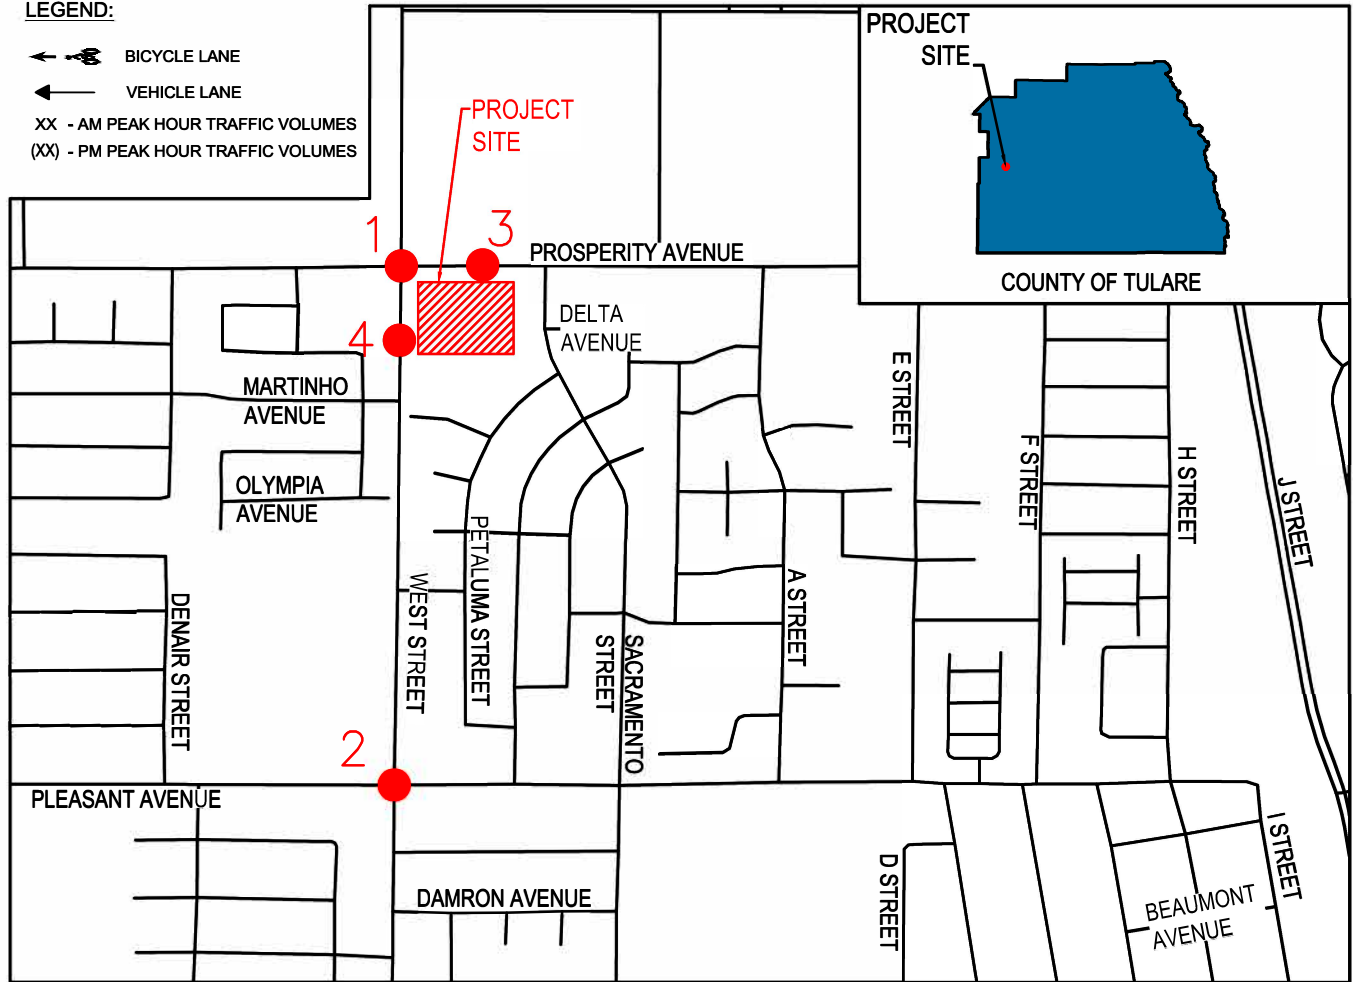 LEGEND:
BICYCLE LANE
VEHICLE LANE
XX - AM PEAK HOUR TRAFFIC VOLUMES
(XX) - PM PEAK HOUR TRAFFIC VOLUMES
PROJECT
SITE
PROJECT
SITE
COUNTY OF TULARE
1
3
PROSPERITY AVENUE
4
DELTA
AVENUE
MARTINHO
AVENUE
OLYMPIA
AVENUE
E STREET
F STREET
H STREET
J STREET
PETALUMA STREET
WEST STREET
DENAIR STREET
A STREET
SACRAMENTO
STREET
2
PLEASANT AVENUE
DAMRON AVENUE
D STREET
I STREET
BEAUMONT
AVENUE